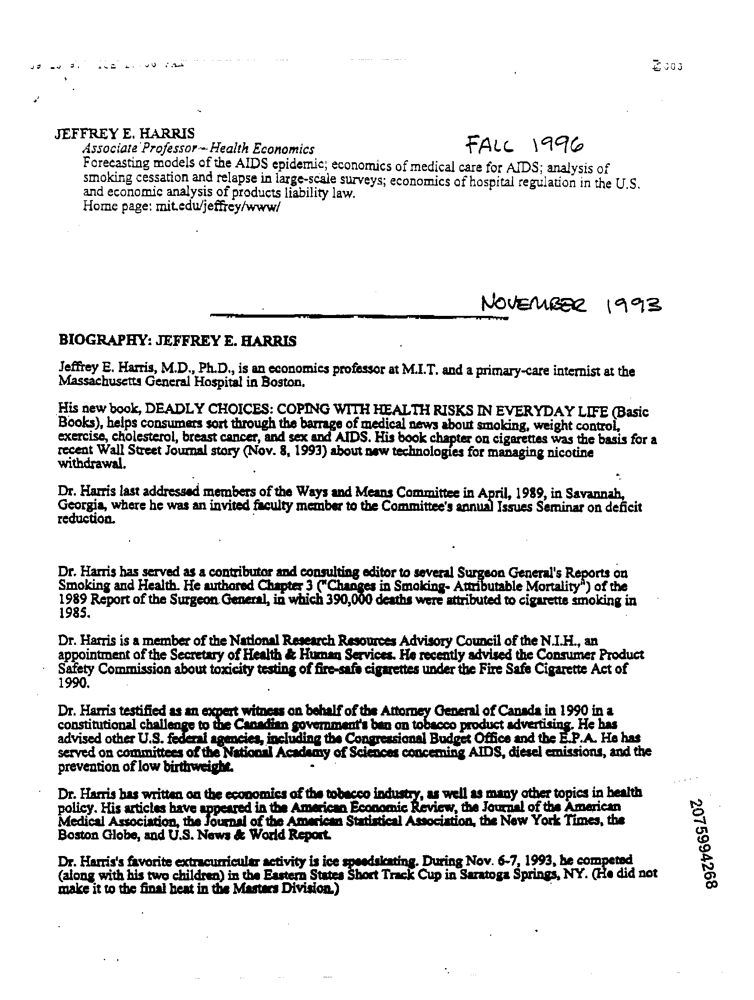 JEFFREY E. HARRIS
Associate Professor--Health Economics
FALL 1996
Forecasting models of the AIDS epidemic; economics of medical care for AIDS; analysis of
smoking cessation and relapse in large-scale surveys; economics of hospital regulation in the U.S.
and economic analysis of products liability law.
Home page: mit.edu/jeffrey/www/
NOVEMBER 1993
BIOGRAPHY: JEFFREY E. HARRIS
Jeffrey E. Harris, M.D., Ph.D., is an economics professor at M.I.T. and a primary-care internist at the
Massachusetts General Hospital in Boston.
His new book, DEADLY CHOICES: COPING WITH HEALTH RISKS IN EVERYDAY LIFE (Basic
Books), helps consumers sort through the barrage of medical news about smoking, weight control,
exercise, cholesterol, breast cancer, and sex and AIDS. His book chapter on cigarettes was the basis for a
recent Wall Street Journal story (Nov. 8, 1993) about new technologies for managing nicotine
withdrawal.
Dr. Harris last addressed members of the Ways and Means Committee in April, 1989, in Savannah,
Georgia, where he was an invited faculty member to the Committee's annual Issues Seminar on deficit
reduction.
Dr. Harris has served as a contributor and consulting editor to several Surgeon General's Reports on
Smoking and Health. He authored Chapter 3 ("Changes in Smoking- Attributable Mortality") of the
1989 Report of the Surgeon General, in which 390,000 deaths were attributed to cigarette smoking in
1985.
Dr. Harris is a member of the National Research Resources Advisory Council of the N.I.H., an
appointment of the Secretary of Health & Human Services. He recently advised the Consumer Product
Safety Commission about toxicity testing of fire-safe cigarettes under the Fire Safe Cigarette Act of
1990.
Dr. Harris testified as an expert witness on behalf of the Attorney General of Canada in 1990 in a
constitutional challenge to the Canadian government's ban on tobacco product advertising. He has
advised other U.S. federal agencies, including the Congressional Budget Office and the E.P.A. He has
served on committees of the National Academy of Sciences concerning AIDS, diesel emissions, and the
prevention of low birthweight.
Dr. Harris has written on the economics of the tobacco industry, as well as many other topics in health
policy. His articles have appeared in the American Economic Review, the Journal of the American
Medical Association, the Journal of the American Statistical Association, the New York Times, the
Boston Globe, and U.S. News & World Report.
Dr. Harris's favorite extracurricular activity is ice speedskating. During Nov. 6-7, 1993, he competed
(along with his two children) in the Eastern States Short Track Cup in Saratoga Springs, NY. (He did not
make it to the final heat in the Masters Division.)
2075994268